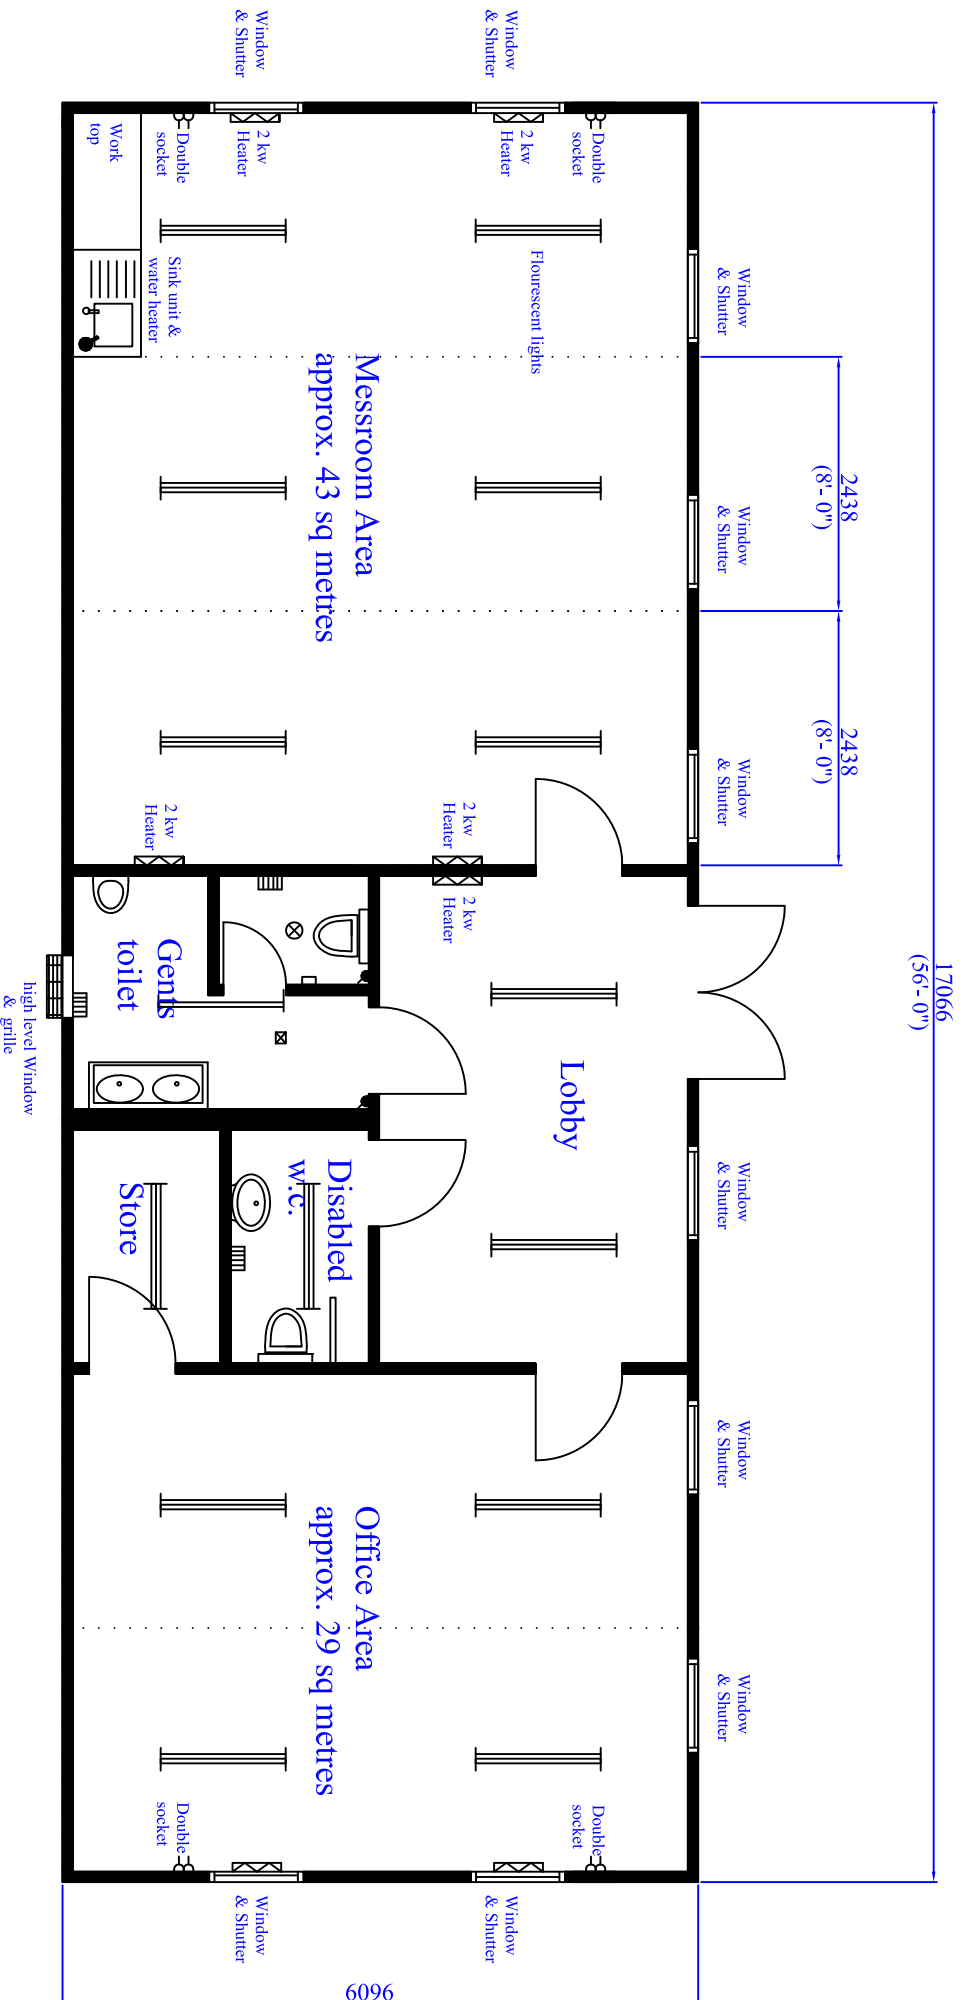 17066
(56'- 0")
2438
(8'- 0")
2438
(8'- 0")
Window
& Shutter
Window
& Shutter
Window
& Shutter
Window
& Shutter
Window
& Shutter
Window
& Shutter
Window
& Shutter
Double
socket
2 kw
Heater
Flourescent lights
Messroom Area
approx. 43 sq metres
2 kw
Heater
2 kw
Heater
Lobby
Office Area
approx. 29 sq metres
Double
socket
Window
& Shutter
Window
& Shutter
2 kw
Heater
Double
socket
Work
top
Sink unit &
water heater
2 kw
Heater
Gents
toilet
Disabled
w.c.
Store
Double
socket
Window
& Shutter
high level Window
& grille
6096